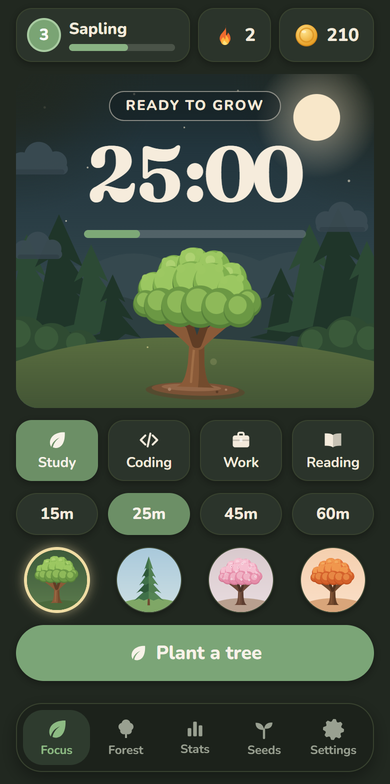 3
Sapling
2
210
READY TO GROW
25:00
Study
Coding
Work
Reading
15m
25m
45m
60m
Plant a tree
Focus
Forest
Stats
Seeds
Settings